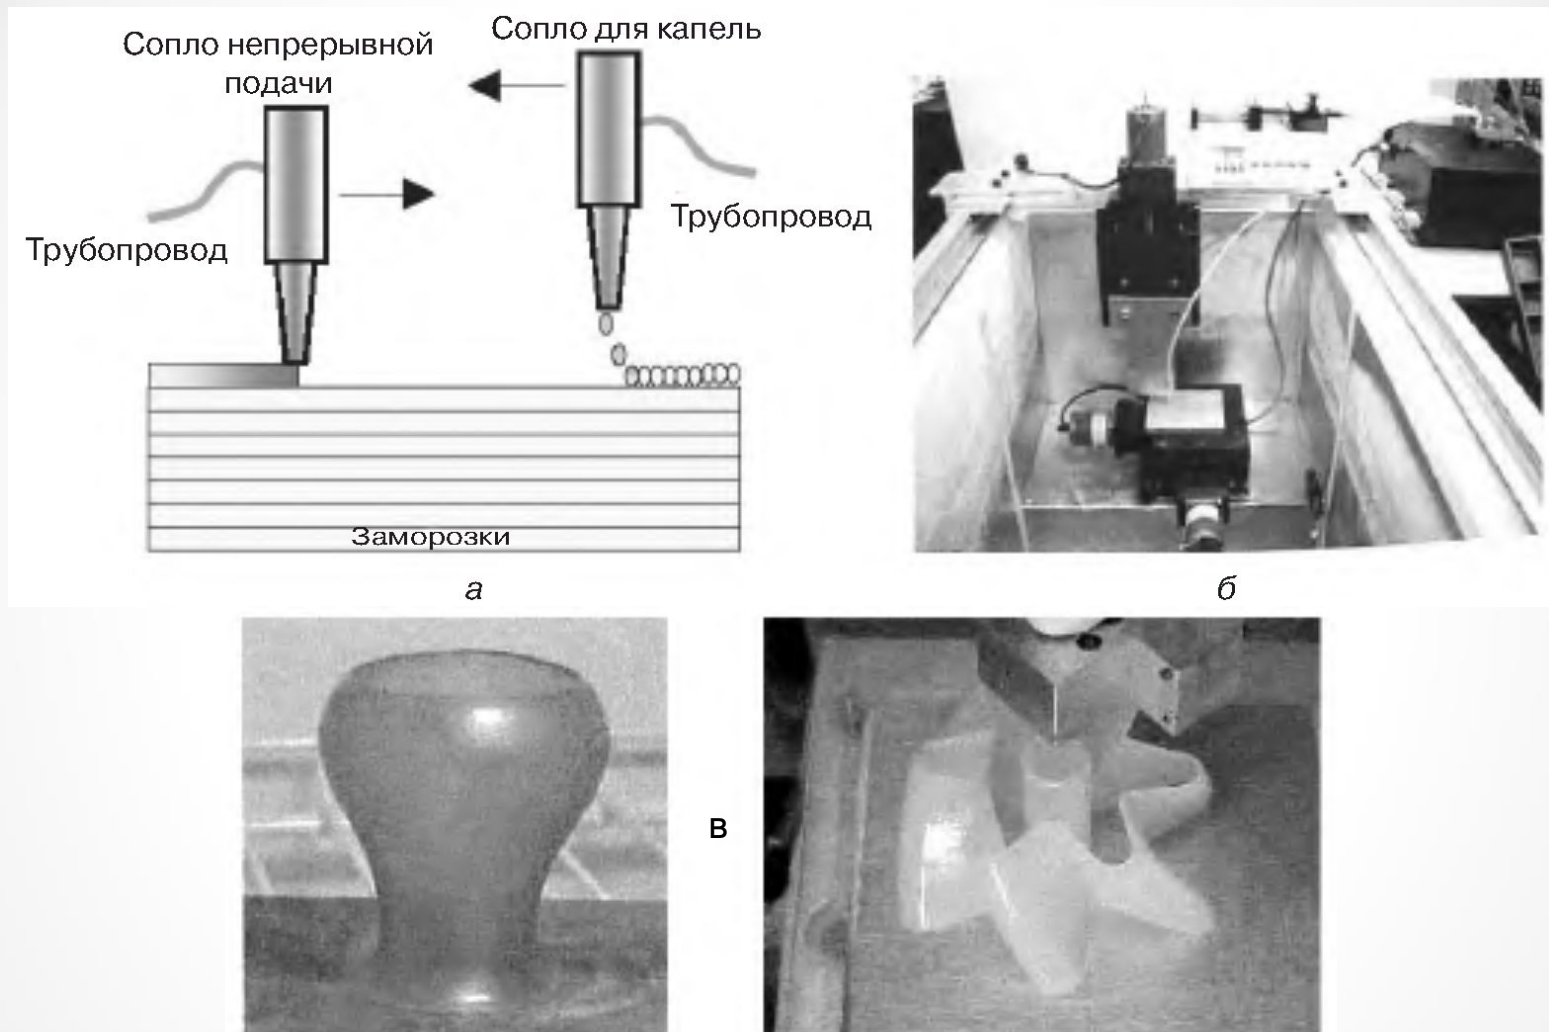 Сопло непрерывной
подачи
Сопло для капель
Трубопровод
Трубопровод
Заморозки
а
б
в